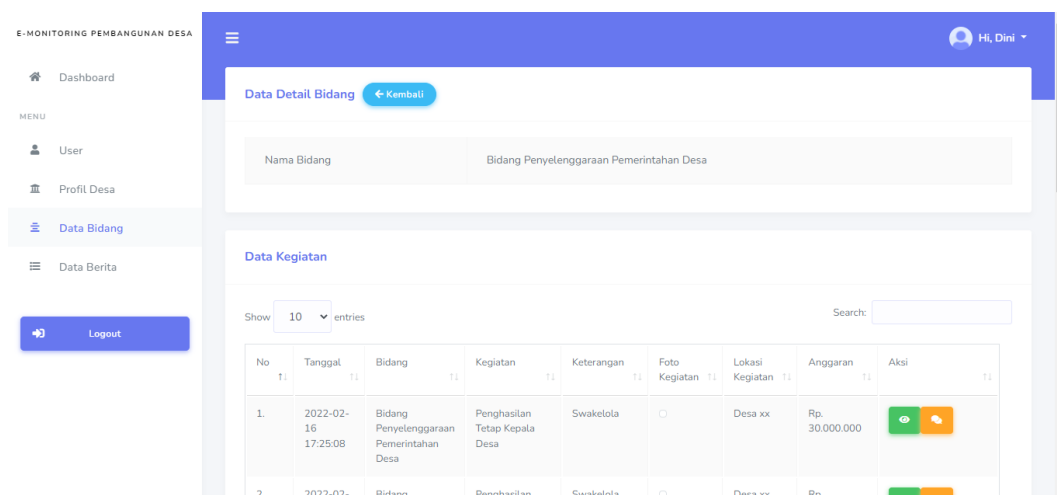 E-MONITORING PEMBANGUNAN DESA
Hi, Dini
Dashboard
MENU
User
Profil Desa
Data Bidang
Data Berita
Logout
Data Detail Bidang
Kembali
Nama Bidang
Bidang Penyelenggaraan Pemerintahan Desa
Data Kegiatan
Show 10 entries
Search:
No
Tanggal
Bidang
Kegiatan
Keterangan
Foto
Kegiatan
Lokasi
Kegiatan
Anggaran
Aksi
1.
2022-02-
16
17:25:08
Bidang
Penyelenggaraan
Pemerintahan
Desa
Penghasilan
Tetap Kepala
Desa
Swakelola
Desa xx
Rp.
30.000.000
2.
2022-02-
Bidang
Penghasilan
Swakelola
Desa xx
Rp.